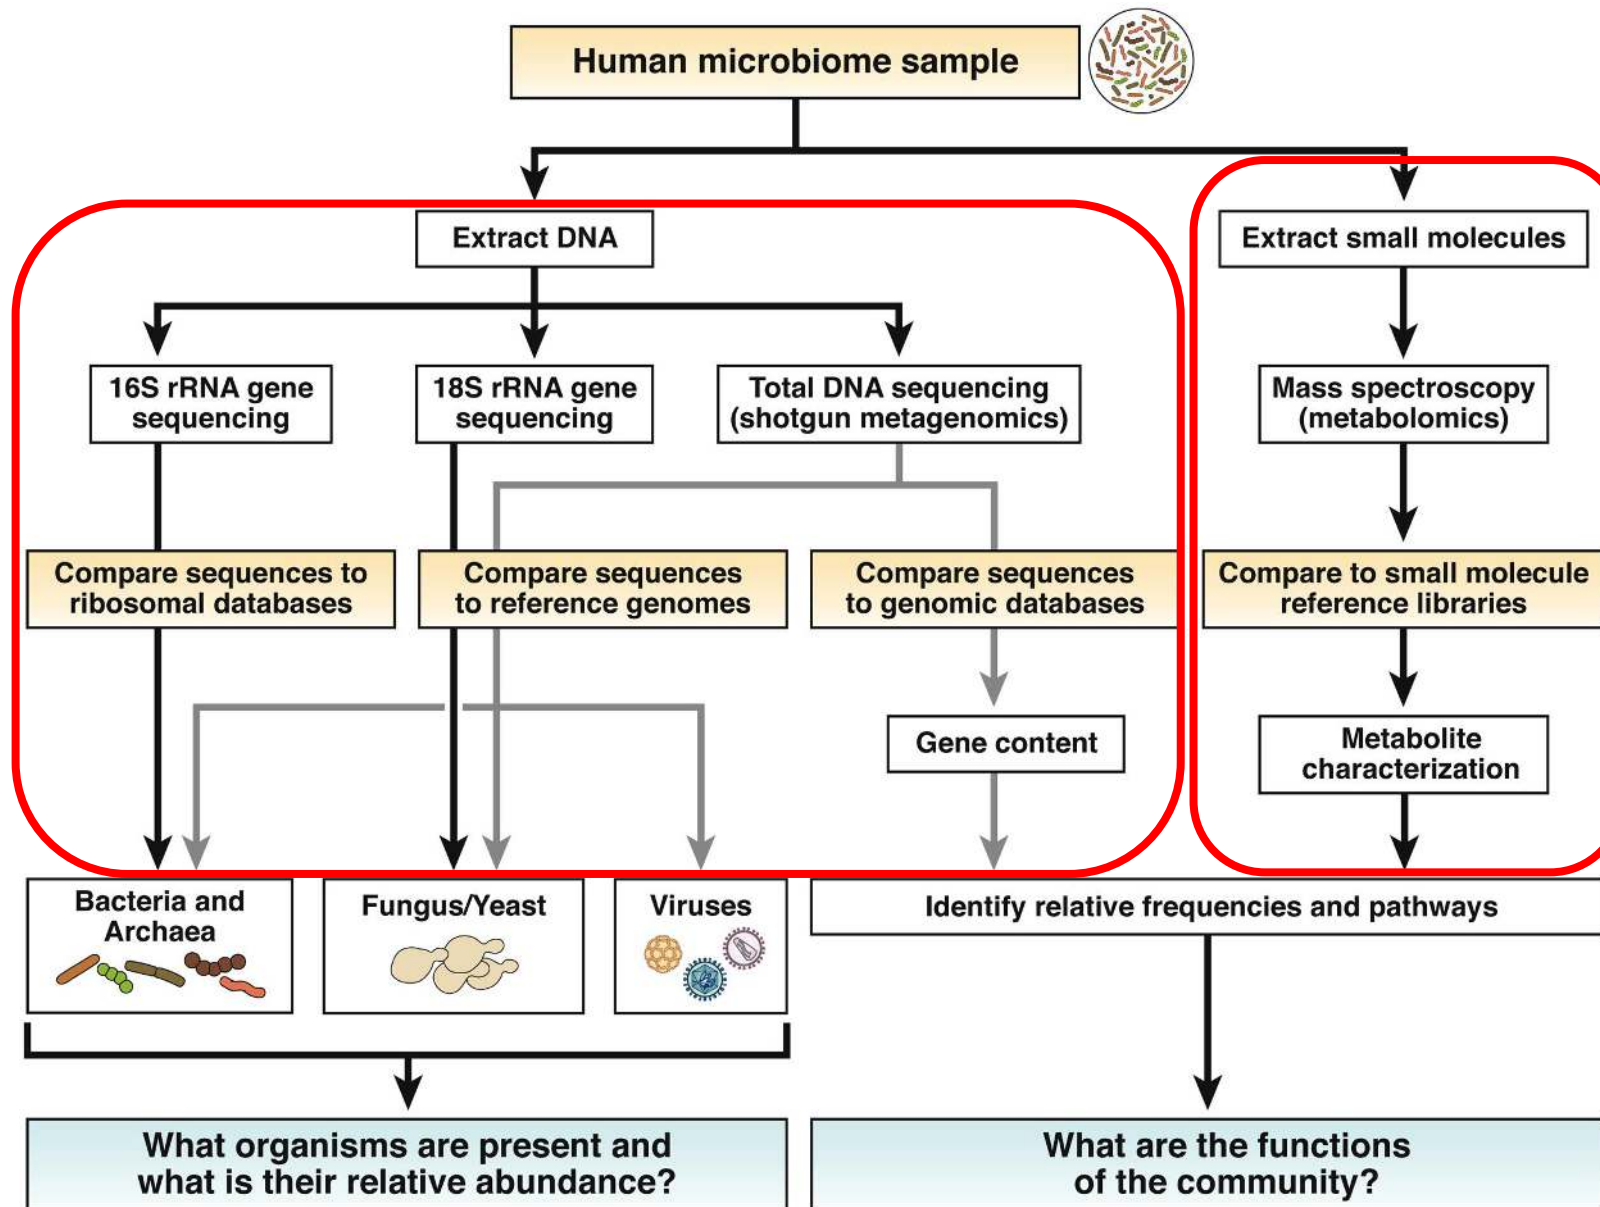 Human microbiome sample
Extract DNA
Extract small molecules
16S rRNA gene
sequencing
18S rRNA gene
sequencing
Total DNA sequencing
(shotgun metagenomics)
Mass spectroscopy
(metabolomics)
Compare sequences to
ribosomal databases
Compare sequences
to reference genomes
Compare sequences
to genomic databases
Compare to small molecule
reference libraries
Gene content
Metabolite
characterization
Bacteria and
Archaea
Fungus/Yeast
Viruses
Identify relative frequencies and pathways
What organisms are present and
what is their relative abundance?
What are the functions
of the community?